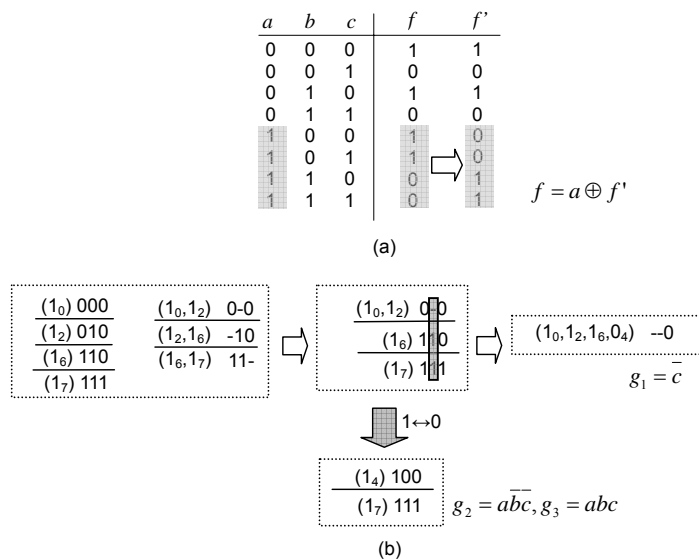 a b c f f'
0 0 0 1 1
0 0 1 0 0
0 1 0 1 1
0 1 1 0 0
1 0 0 1 0
1 0 1 1 0
1 1 0 0 1
1 1 1 0 1
f = a ⊕ f'
(a)
(1₀) 000
(1₂) 010
(1₆) 110
(1₇) 111
(1₀,1₂) 0-0
(1₂,1₆) -10
(1₆,1₇) 11-
(1₀,1₂) 0-0
(1₆) 110
(1₇) 111
(1₀,1₂,1₆,0₄) --0
g₁ = c̅
1↔0
(1₄) 100
(1₇) 111
g₂ = ab̅c̅, g₃ = abc
(b)